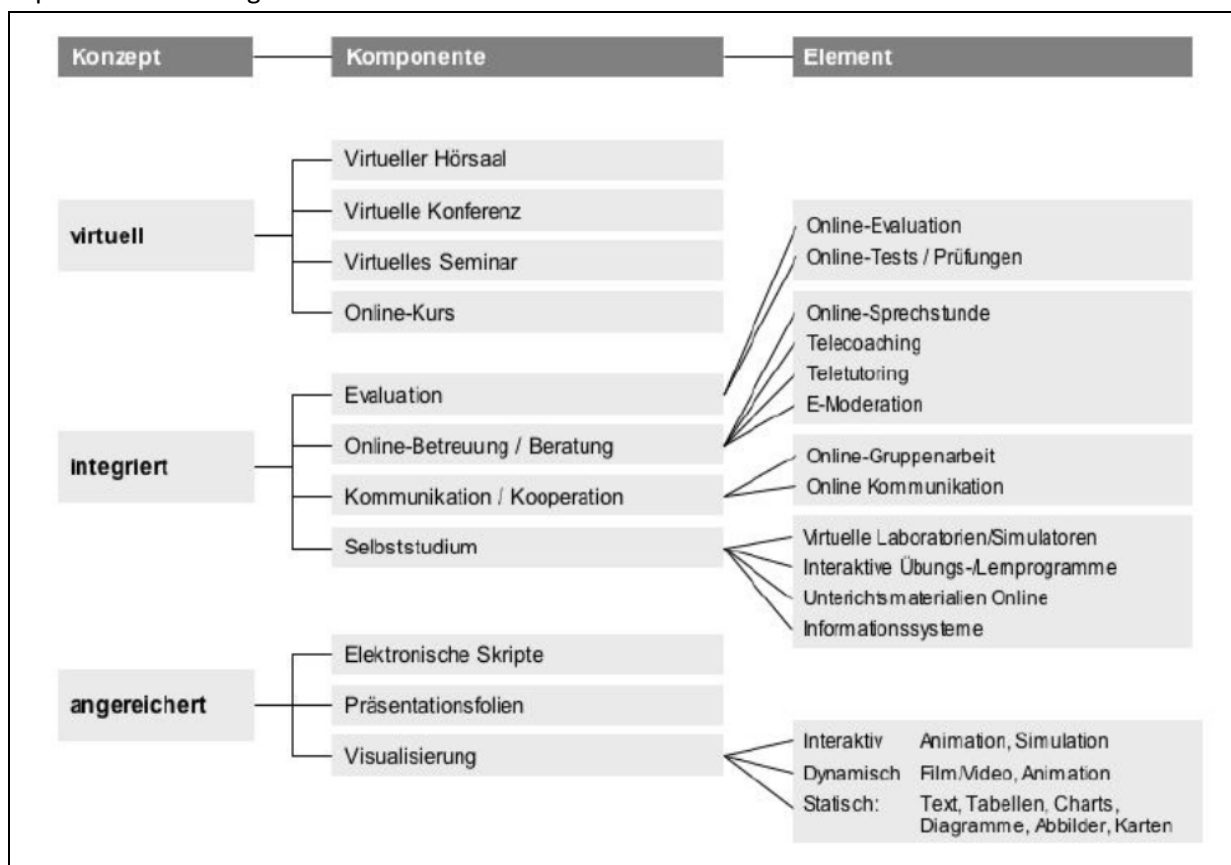 Konzept
Komponente
Element
virtuell
Virtueller Hörsaal
Virtuelle Konferenz
Virtuelles Seminar
Online-Kurs
integriert
Evaluation
Online-Betreuung / Beratung
Kommunikation / Kooperation
Selbststudium
Online-Evaluation
Online-Tests / Prüfungen
Online-Sprechstunde
Telecoaching
Teletutoring
E-Moderation
Online-Gruppenarbeit
Online Kommunikation
Virtuelle Laboratorien/Simulatoren
Interaktive Übungs-/Lernprogramme
Unterichtsmaterialien Online
Informationssysteme
angereichert
Elektronische Skripte
Präsentationsfolien
Visualisierung
Interaktiv Animation, Simulation
Dynamisch Film/Video, Animation
Statisch: Text, Tabellen, Charts,
Diagramme, Abbilder, Karten